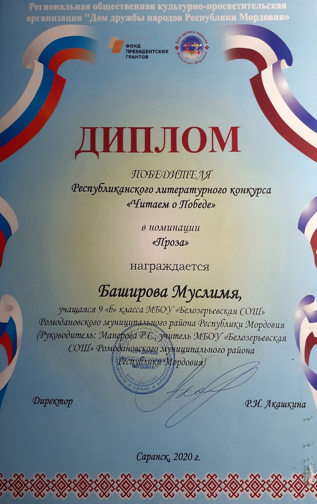 Региональная общественная культурно-просветительская
организация "Дом дружбы народов Республики Мордовия"
ФОНД
ПРЕЗИДЕНТСКИХ
ГРАНТОВ
ДИПЛОМ
ПОБЕДИТЕЛЯ
Республиканского литературного конкурса
«Читаем о Победе»
в номинации
«Проза»
награждается
Баширова Муслимя,
учащаяся 9 «Б» класса МБОУ «Белозерьевская СОШ»
Ромодановского муниципального района Республики Мордовия
(Руководитель: Манерова Р.С., учитель МБОУ «Белозерьевская
СОШ» Ромодановского муниципального района
Республики Мордовия)
Директор
Р.Н. Акашкина
Саранск, 2020 г.